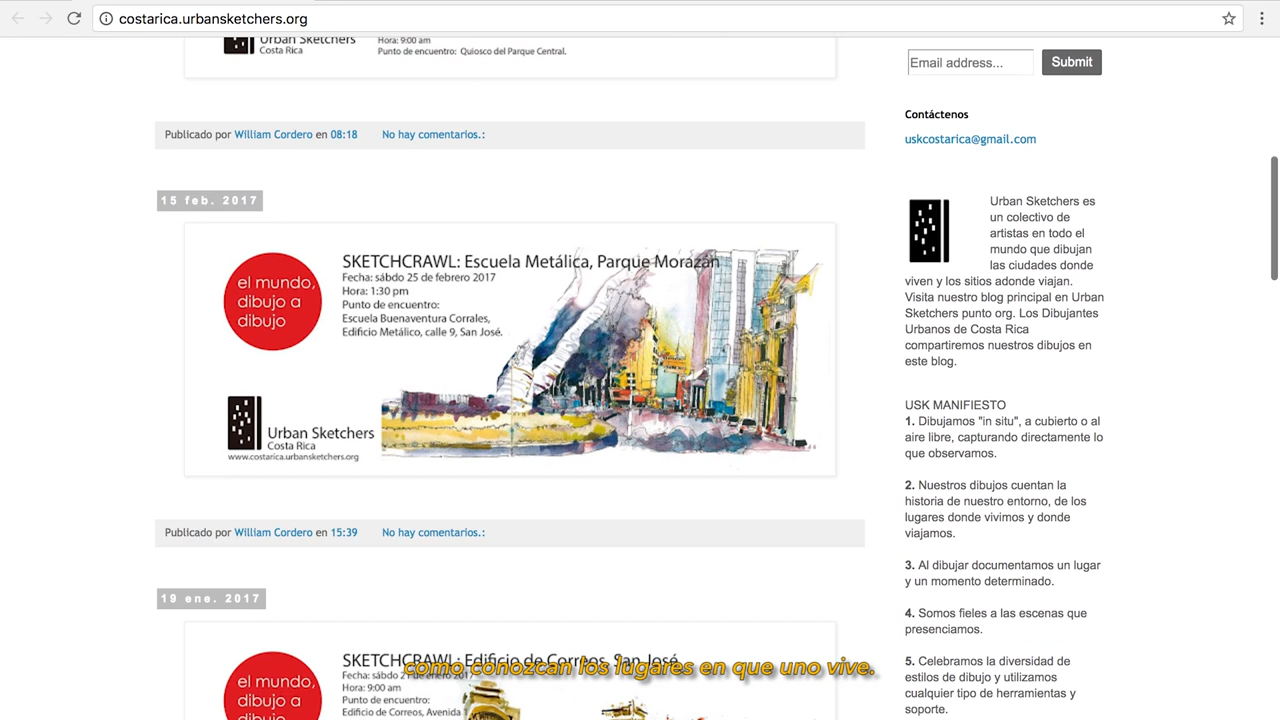 costarica.urbansketchers.org
Urban Sketchers
Costa Rica
Hora: 9:00 am
Punto de encuentro: Quiosco del Parque Central.
Publicado por William Cordero en 08:18 No hay comentarios.:
15 feb. 2017
el mundo,
dibujo a
dibujo
SKETCHCRAWL: Escuela Metálica, Parque Morazán
Fecha: sábdo 25 de febrero 2017
Hora: 1:30 pm
Punto de encuentro:
Escuela Buenaventura Corrales,
Edificio Metálico, calle 9, San José.
Urban Sketchers
Costa Rica
www.costarica.urbansketchers.org
Publicado por William Cordero en 15:39 No hay comentarios.:
19 ene. 2017
el mundo,
dibujo a
dibujo
SKETCHCRAWL: Edificio de Correos, San José
Fecha: sábdo 21 de enero 2017
Hora: 9:00 am
Punto de encuentro:
Edificio de Correos, Avenida
como conozcan los lugares en que uno vive.
Email address...
Submit
Contáctenos
uskcostarica@gmail.com
Urban Sketchers es
un colectivo de
artistas en todo el
mundo que dibujan
las ciudades donde
viven y los sitios adonde viajan.
Visita nuestro blog principal en Urban
Sketchers punto org. Los Dibujantes
Urbanos de Costa Rica
compartiremos nuestros dibujos en
este blog.
USK MANIFIESTO
1. Dibujamos "in situ", a cubierto o al
aire libre, capturando directamente lo
que observamos.
2. Nuestros dibujos cuentan la
historia de nuestro entorno, de los
lugares donde vivimos y donde
viajamos.
3. Al dibujar documentamos un lugar
y un momento determinado.
4. Somos fieles a las escenas que
presenciamos.
5. Celebramos la diversidad de
estilos de dibujo y utilizamos
cualquier tipo de herramientas y
soporte.